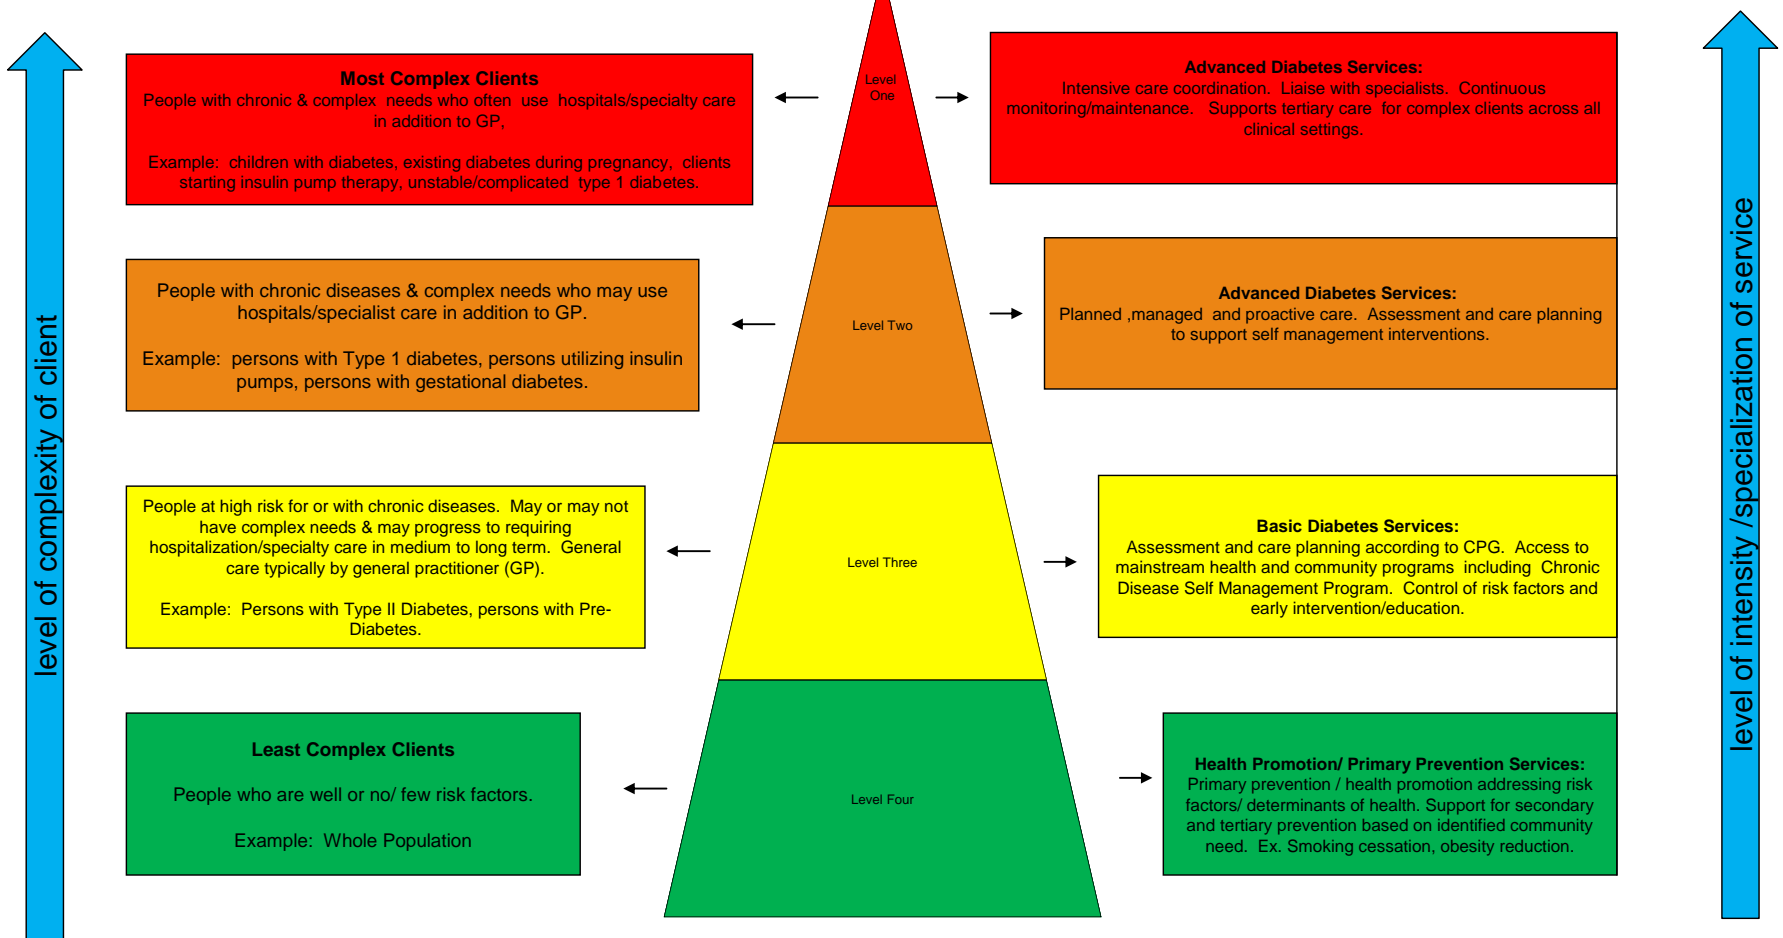 level of complexity of client
Most Complex Clients
People with chronic & complex needs who often use hospitals/specialty care
in addition to GP,
Example: children with diabetes, existing diabetes during pregnancy, clients
starting insulin pump therapy, unstable/complicated type 1 diabetes.
Level
One
Advanced Diabetes Services:
Intensive care coordination. Liaise with specialists. Continuous
monitoring/maintenance. Supports tertiary care for complex clients across all
clinical settings.
People with chronic diseases & complex needs who may use
hospitals/specialist care in addition to GP.
Example: persons with Type 1 diabetes, persons utilizing insulin
pumps, persons with gestational diabetes.
Level Two
Advanced Diabetes Services:
Planned ,managed and proactive care. Assessment and care planning
to support self management interventions.
People at high risk for or with chronic diseases. May or may not
have complex needs & may progress to requiring
hospitalization/specialty care in medium to long term. General
care typically by general practitioner (GP).
Example: Persons with Type II Diabetes, persons with Pre-
Diabetes.
Level Three
Basic Diabetes Services:
Assessment and care planning according to CPG. Access to
mainstream health and community programs including Chronic
Disease Self Management Program. Control of risk factors and
early intervention/education.
Least Complex Clients
People who are well or no/ few risk factors.
Example: Whole Population
Level Four
Health Promotion/ Primary Prevention Services:
Primary prevention / health promotion addressing risk
factors/ determinants of health. Support for secondary
and tertiary prevention based on identified community
need. Ex. Smoking cessation, obesity reduction.
level of intensity /specialization of service